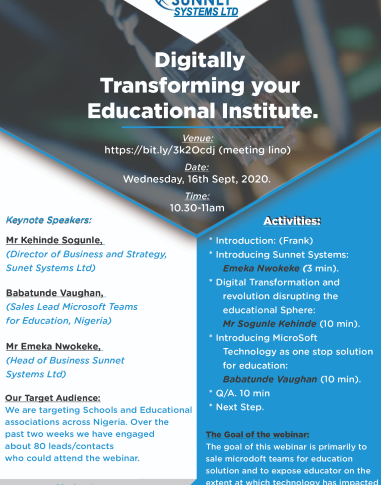 SUNNET
SYSTEMS LTD
Digitally
Transforming your
Educational Institute.
Venue:
https://bit.ly/3k2Ocdj (meeting lino)
Date:
Wednesday, 16th Sept, 2020.
Time:
10.30-11am
Keynote Speakers:
Mr Kehinde Sogunle,
(Director of Business and Strategy,
Sunet Systems Ltd)
Babatunde Vaughan,
(Sales Lead Microsoft Teams
for Education, Nigeria)
Mr Emeka Nwokeke,
(Head of Business Sunnet
Systems Ltd)
Our Target Audience:
We are targeting Schools and Educational
associations across Nigeria. Over the
past two weeks we have engaged
about 80 leads/contacts
who could attend the webinar.
Activities:
* Introduction: (Frank)
* Introducing Sunnet Systems:
Emeka Nwokeke (3 min).
* Digital Transformation and
revolution disrupting the
educational Sphere:
Mr Sogunle Kehinde (10 min).
* Introducing MicroSoft
Technology as one stop solution
for education:
Babatunde Vaughan (10 min).
* Q/A. 10 min
* Next Step.
The Goal of the webinar:
The goal of this webinar is primarily to
sale microdoft teams for education
solution and to expose educator on the
extent at which technology has impacted